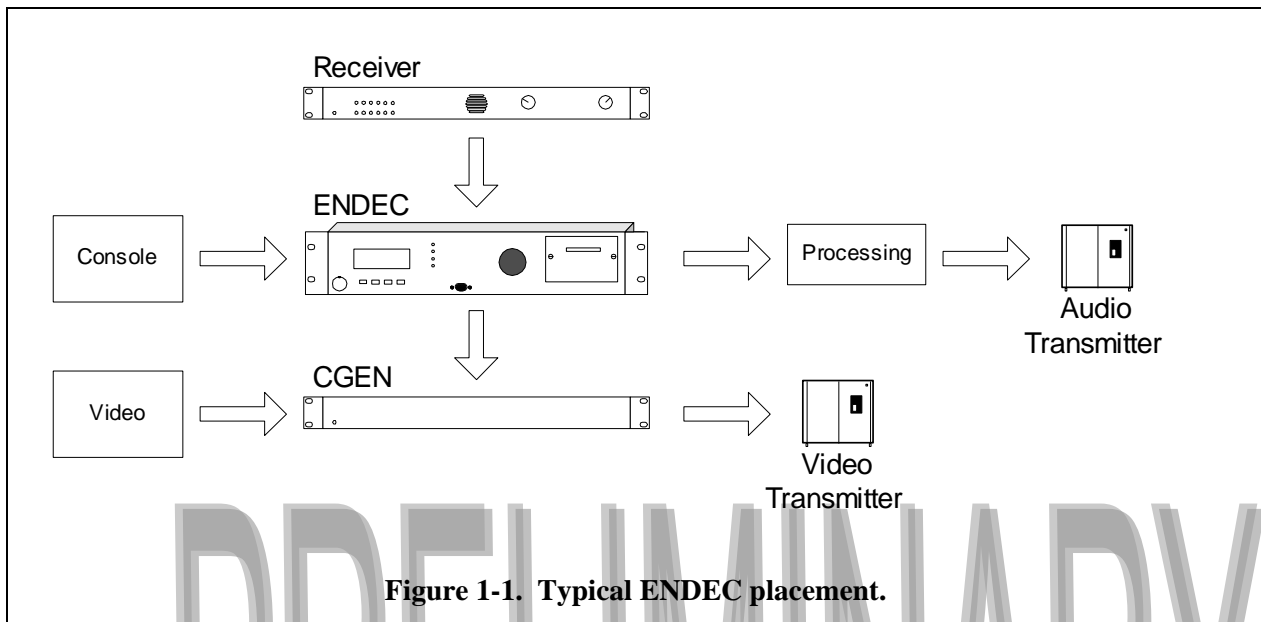 Receiver
ENDEC
Console
Processing
Audio
Transmitter
CGEN
Video
Video
Transmitter
PRELIMINARY
Figure 1-1. Typical ENDEC placement.